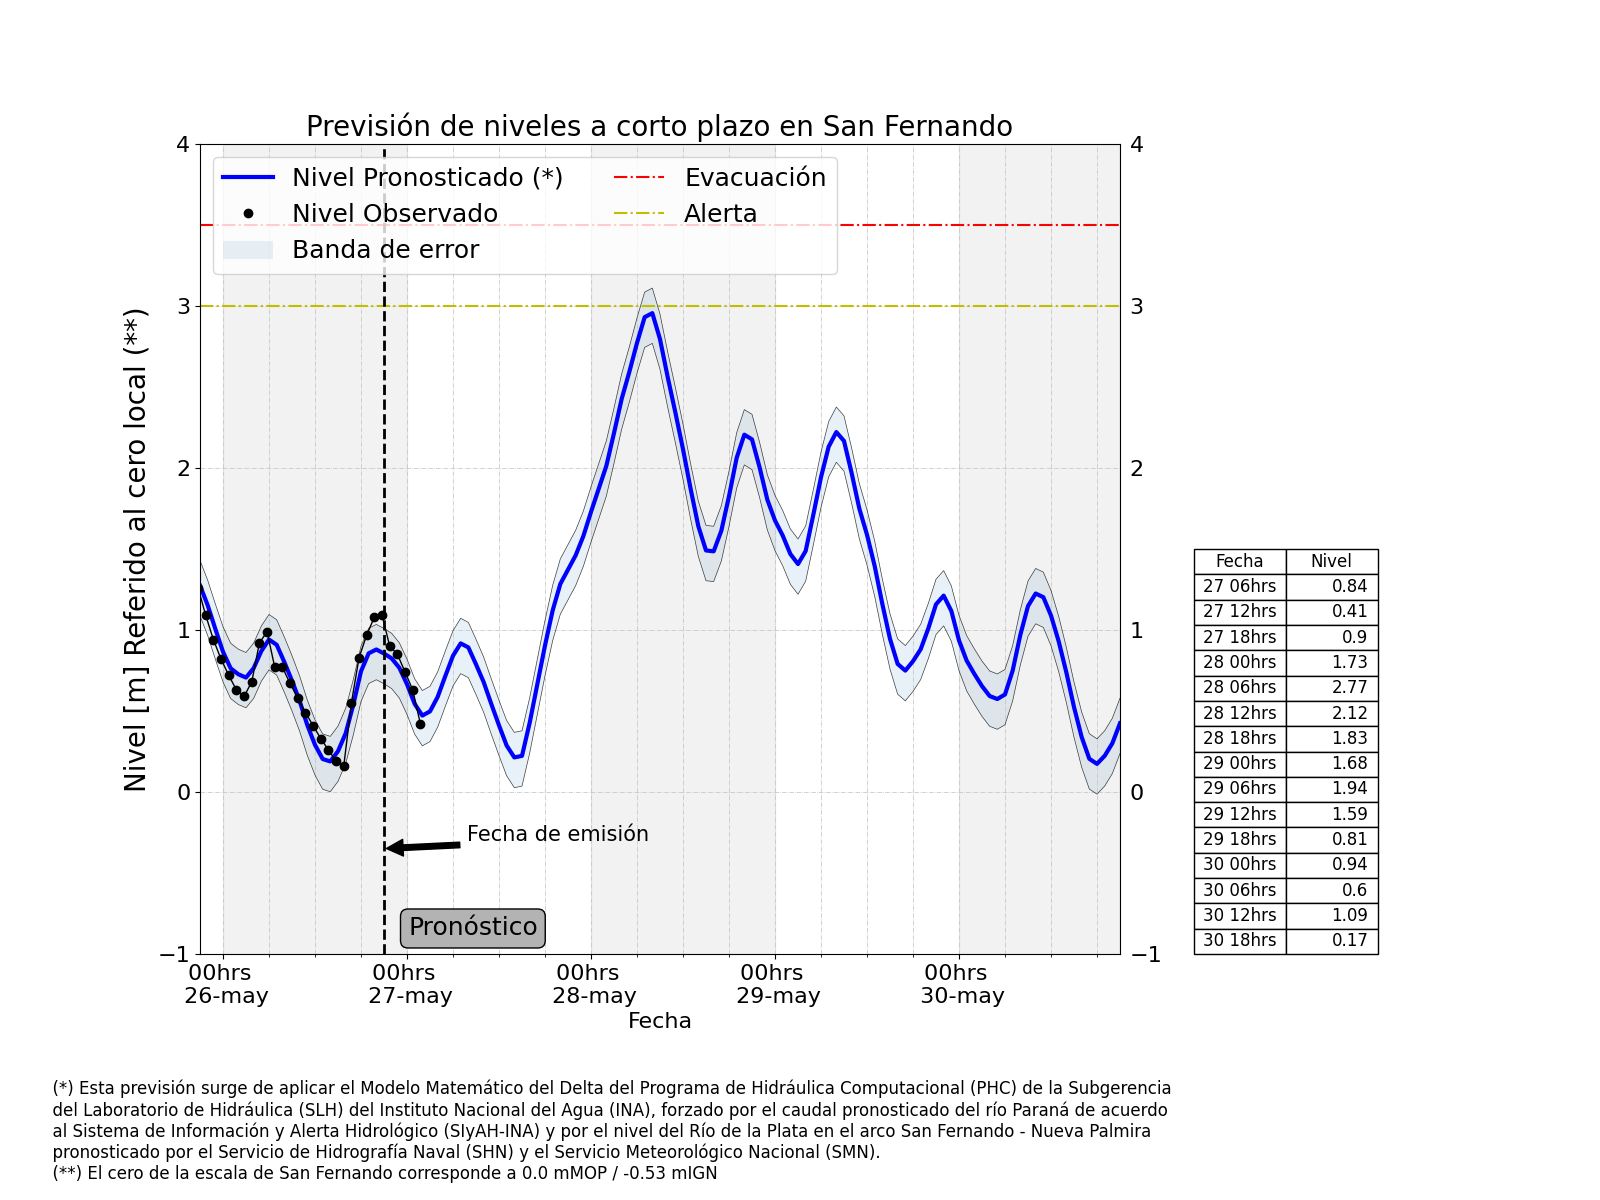 Previsión de niveles a corto plazo en San Fernando
Nivel Pronosticado (*)
Nivel Observado
Banda de error
Evacuación
Alerta
Nivel [m] Referido al cero local (**)
4
3
2
1
0
−1
4
3
2
1
0
−1
Fecha de emisión
Pronóstico
00hrs
26-may
00hrs
27-may
00hrs
28-may
00hrs
29-may
00hrs
30-may
Fecha
Fecha Nivel
27 06hrs 0.84
27 12hrs 0.41
27 18hrs 0.9
28 00hrs 1.73
28 06hrs 2.77
28 12hrs 2.12
28 18hrs 1.83
29 00hrs 1.68
29 06hrs 1.94
29 12hrs 1.59
29 18hrs 0.81
30 00hrs 0.94
30 06hrs 0.6
30 12hrs 1.09
30 18hrs 0.17
(*) Esta previsión surge de aplicar el Modelo Matemático del Delta del Programa de Hidráulica Computacional (PHC) de la Subgerencia
del Laboratorio de Hidráulica (SLH) del Instituto Nacional del Agua (INA), forzado por el caudal pronosticado del río Paraná de acuerdo
al Sistema de Información y Alerta Hidrológico (SIyAH-INA) y por el nivel del Río de la Plata en el arco San Fernando - Nueva Palmira
pronosticado por el Servicio de Hidrografía Naval (SHN) y el Servicio Meteorológico Nacional (SMN).
(**) El cero de la escala de San Fernando corresponde a 0.0 mMOP / -0.53 mIGN